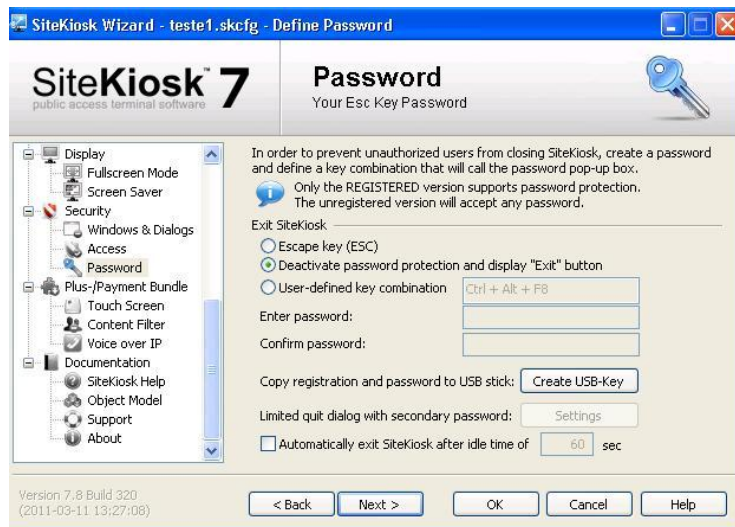 SiteKiosk Wizard - teste1.skcfg - Define Password
SiteKiosk™ 7
public access terminal software
Password
Your Esc Key Password
Display
Fullscreen Mode
Screen Saver
Security
Windows & Dialogs
Access
Password
Plus-/Payment Bundle
Touch Screen
Content Filter
Voice over IP
Documentation
SiteKiosk Help
Object Model
Support
About
In order to prevent unauthorized users from closing SiteKiosk, create a password
and define a key combination that will call the password pop-up box.
Only the REGISTERED version supports password protection.
The unregistered version will accept any password.
Exit SiteKiosk
Escape key (ESC)
Deactivate password protection and display "Exit" button
User-defined key combination Ctrl + Alt + F8
Enter password:
Confirm password:
Copy registration and password to USB stick: Create USB-Key
Limited quit dialog with secondary password: Settings
Automatically exit SiteKiosk after idle time of 60 sec
Version 7.8 Build 320
(2011-03-11 13:27:08)
< Back Next > OK Cancel Help